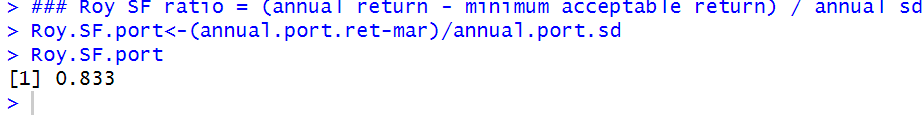 > ### Roy SF ratio = (annual return - minimum acceptable return) / annual sd
> Roy.SF.port<-(annual.port.ret-mar)/annual.port.sd
> Roy.SF.port
[1] 0.833
>